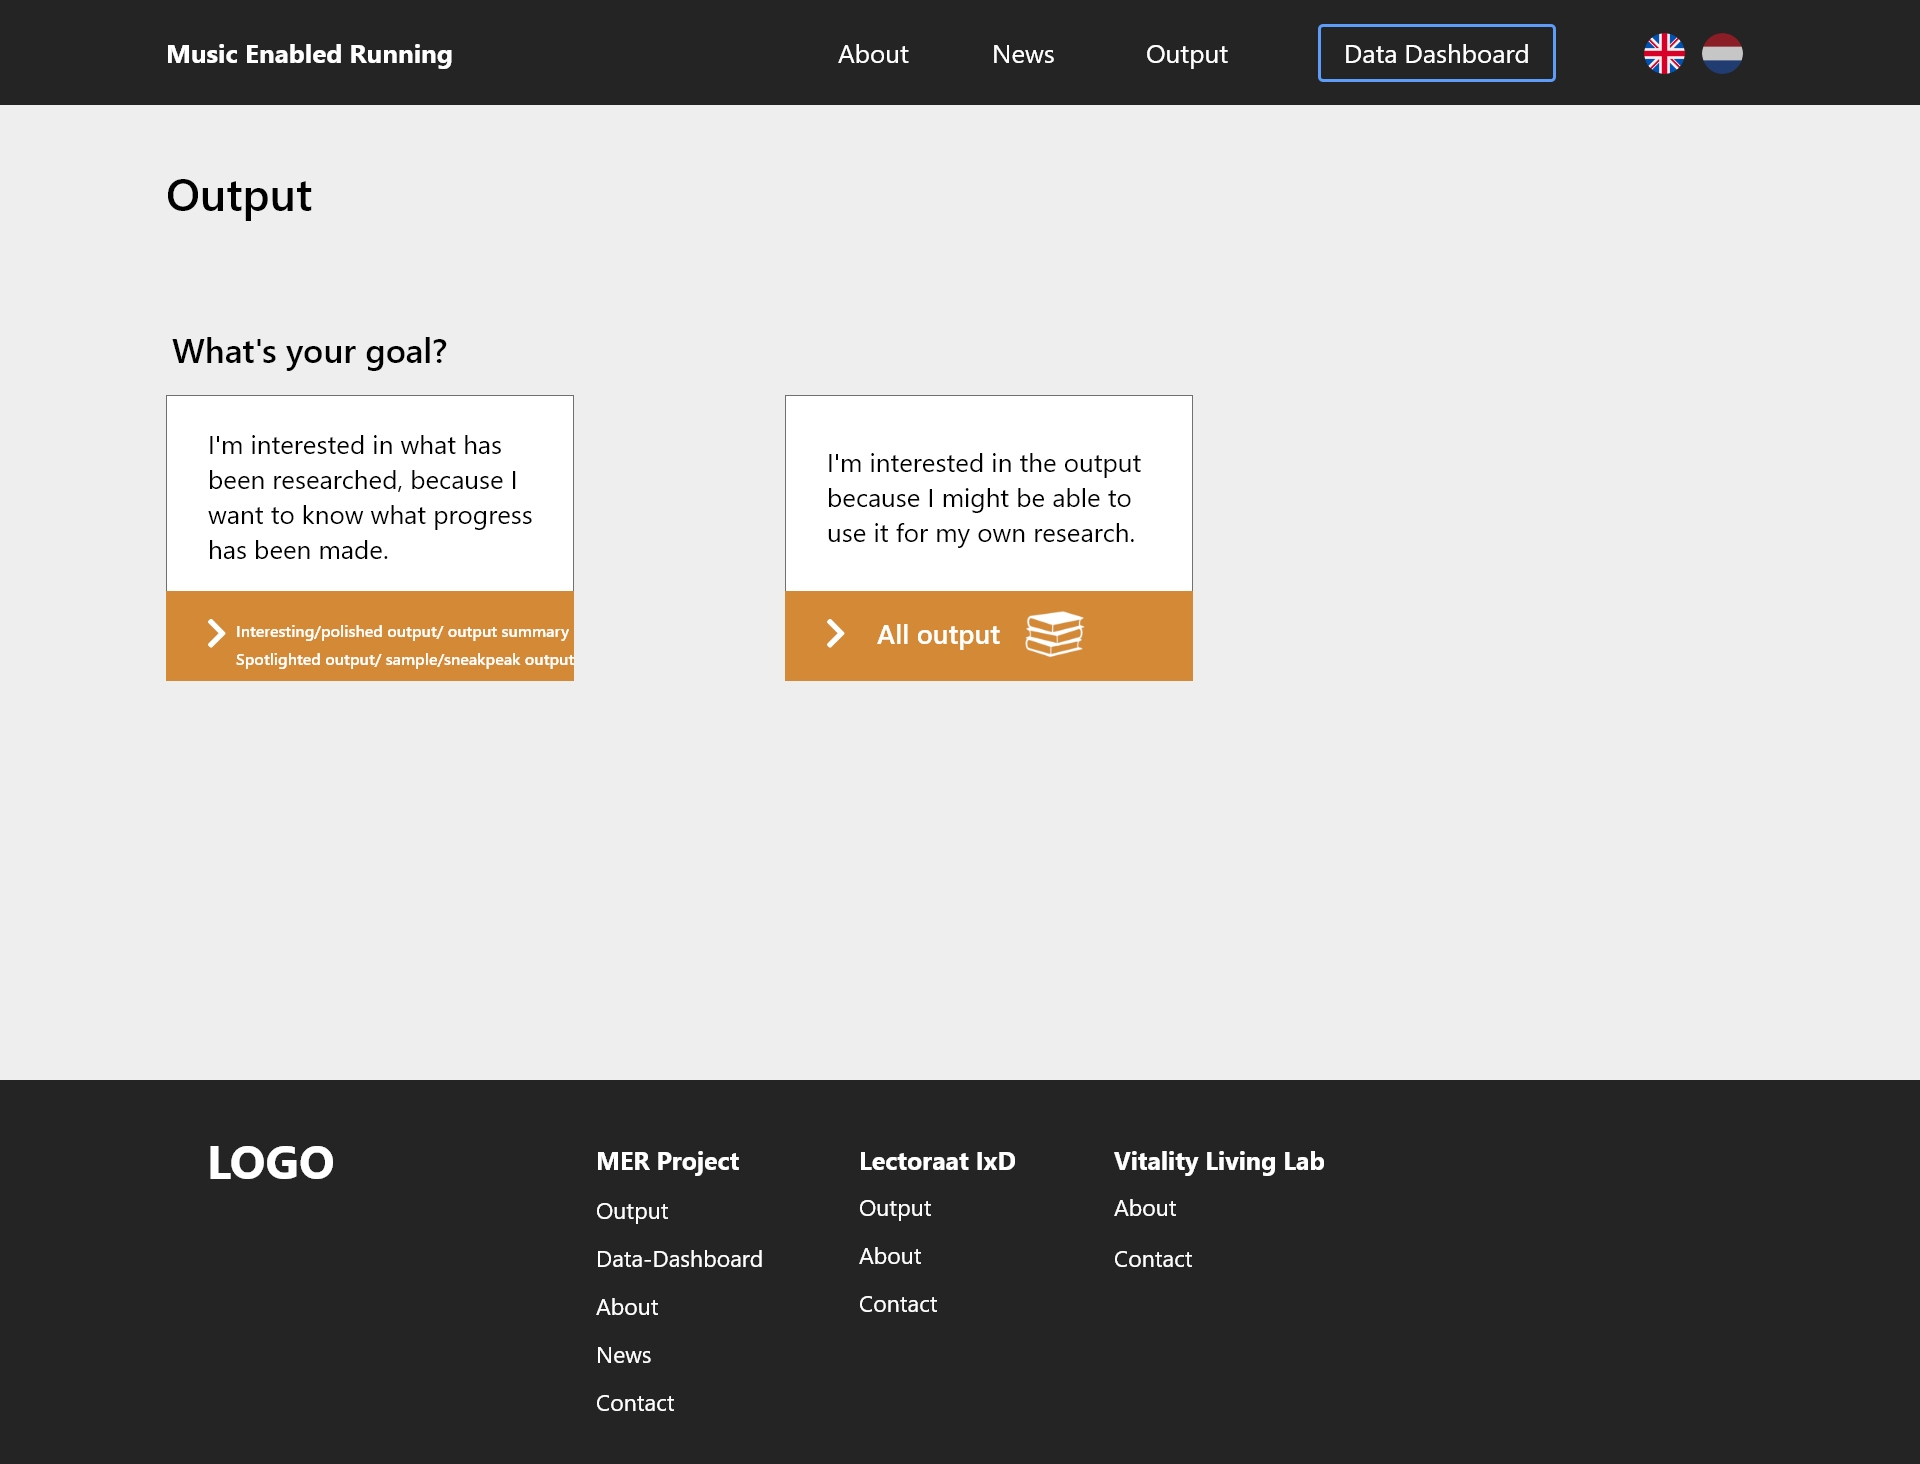 Music Enabled Running
About
News
Output
Data Dashboard
Output
What's your goal?
I'm interested in what has
been researched, because I
want to know what progress
has been made.
Interesting/polished output/ output summary
Spotlighted output/ sample/sneakpeak output
I'm interested in the output
because I might be able to
use it for my own research.
All output
LOGO
MER Project
Output
Data-Dashboard
About
News
Contact
Lectoraat IxD
Output
About
Contact
Vitality Living Lab
About
Contact